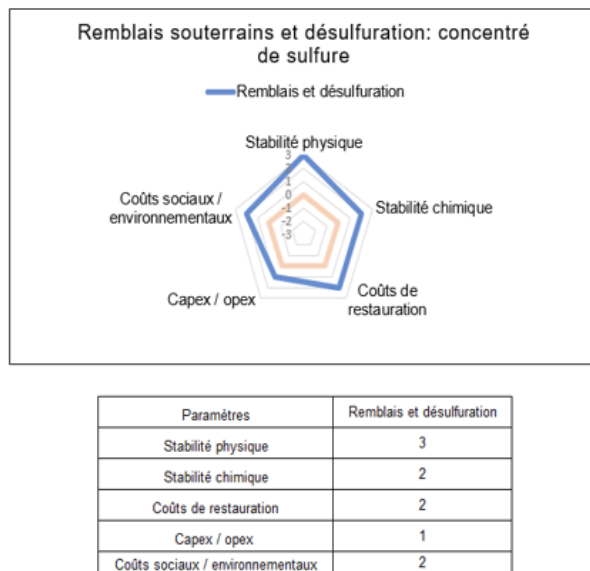 Remblais souterrains et désulfuration: concentré
de sulfure
Remblais et désulfuration
Stabilité physique
3
2
1
0
-1
-2
-3
Stabilité chimique
Coûts de
restauration
Capex / opex
Coûts sociaux /
environnementaux
Paramètres Remblais et désulfuration
Stabilité physique 3
Stabilité chimique 2
Coûts de restauration 2
Capex / opex 1
Coûts sociaux / environnementaux 2